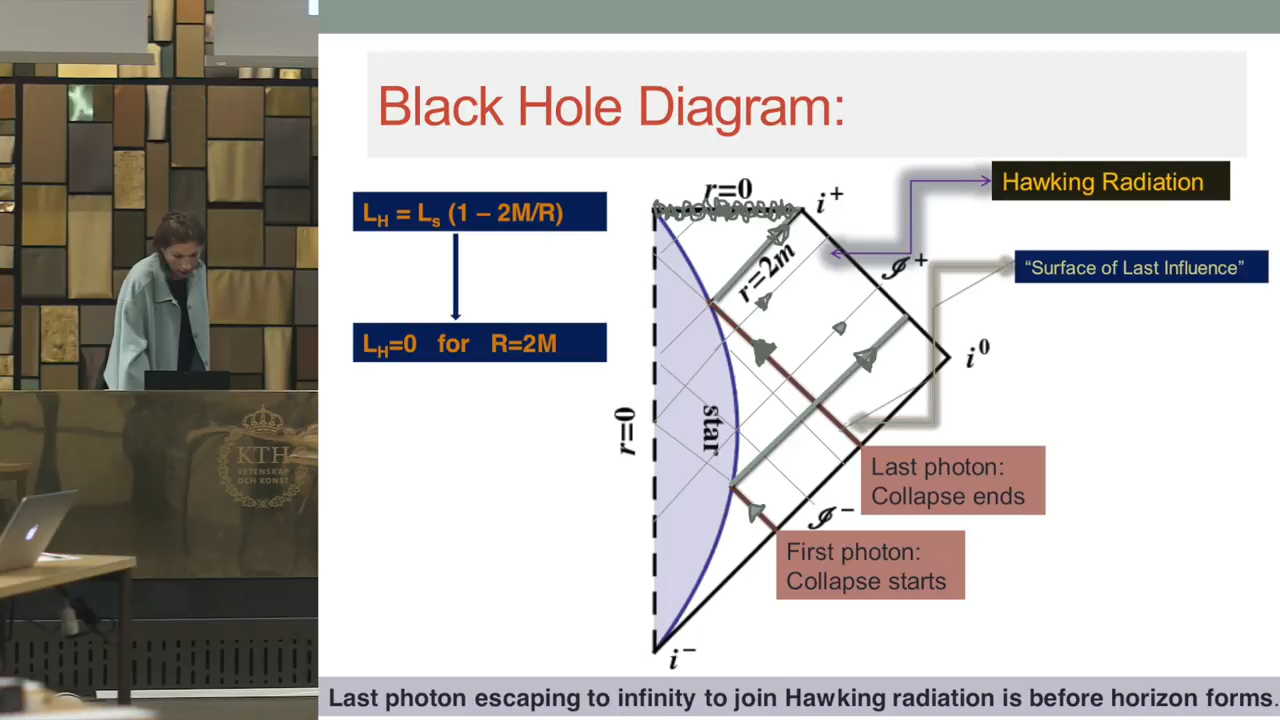 Black Hole Diagram:
L_H = L_s (1 – 2M/R)
L_H=0 for R=2M
r=0
i⁺
Hawking Radiation
r=2m
ℐ⁺
"Surface of Last Influence"
i⁰
r=0
star
Last photon:
Collapse ends
ℐ⁻
First photon:
Collapse starts
i⁻
KTH
VETENSKAP
OCH KONST
Last photon escaping to infinity to join Hawking radiation is before horizon forms.